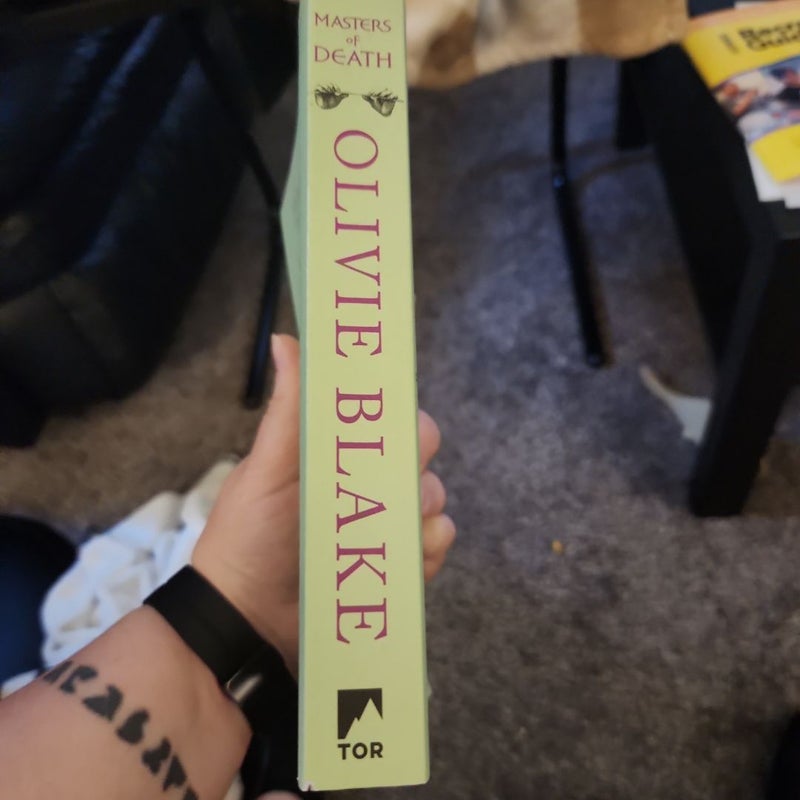 MASTERS
of
DEATH
OLIVIE BLAKE
TOR